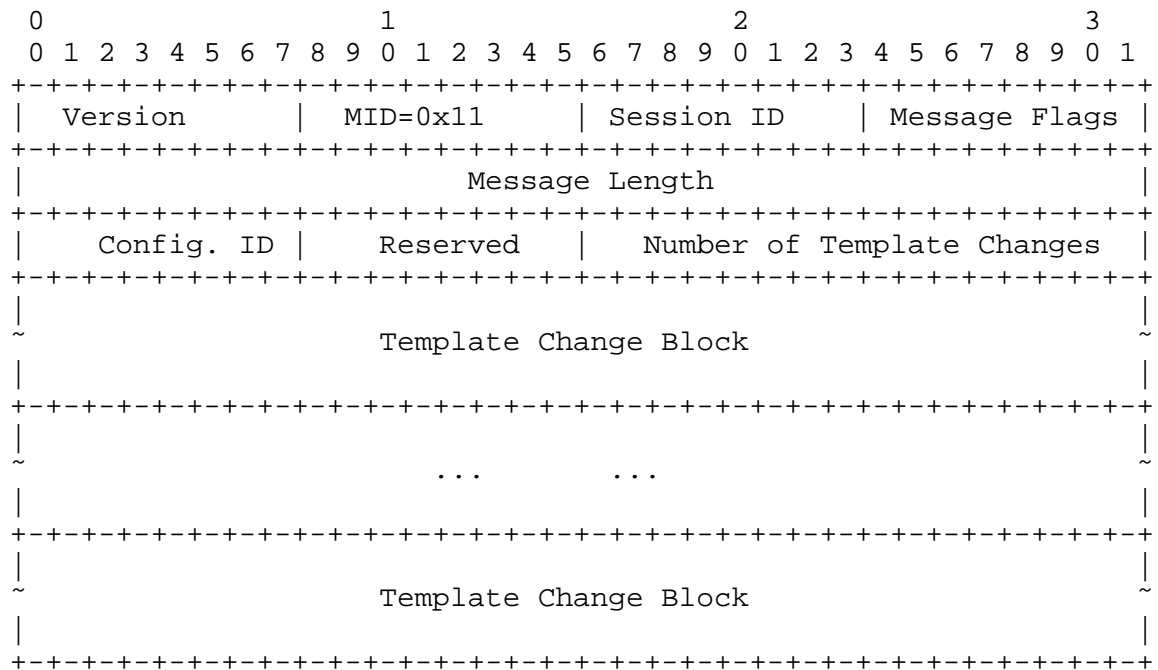 0                   1                   2                   3
 0 1 2 3 4 5 6 7 8 9 0 1 2 3 4 5 6 7 8 9 0 1 2 3 4 5 6 7 8 9 0 1
+-+-+-+-+-+-+-+-+-+-+-+-+-+-+-+-+-+-+-+-+-+-+-+-+-+-+-+-+-+-+-+-+
|  Version      |  MID=0x11     | Session ID    | Message Flags |
+-+-+-+-+-+-+-+-+-+-+-+-+-+-+-+-+-+-+-+-+-+-+-+-+-+-+-+-+-+-+-+-+
|                         Message Length                        |
+-+-+-+-+-+-+-+-+-+-+-+-+-+-+-+-+-+-+-+-+-+-+-+-+-+-+-+-+-+-+-+-+
|    Config. ID |    Reserved   |   Number of Template Changes  |
+-+-+-+-+-+-+-+-+-+-+-+-+-+-+-+-+-+-+-+-+-+-+-+-+-+-+-+-+-+-+-+-+
|                                                               |
~                    Template Change Block                      ~
|                                                               |
+-+-+-+-+-+-+-+-+-+-+-+-+-+-+-+-+-+-+-+-+-+-+-+-+-+-+-+-+-+-+-+-+
|                                                               |
~                       ...       ...                           ~
|                                                               |
+-+-+-+-+-+-+-+-+-+-+-+-+-+-+-+-+-+-+-+-+-+-+-+-+-+-+-+-+-+-+-+-+
|                                                               |
~                    Template Change Block                      ~
|                                                               |
+-+-+-+-+-+-+-+-+-+-+-+-+-+-+-+-+-+-+-+-+-+-+-+-+-+-+-+-+-+-+-+-+